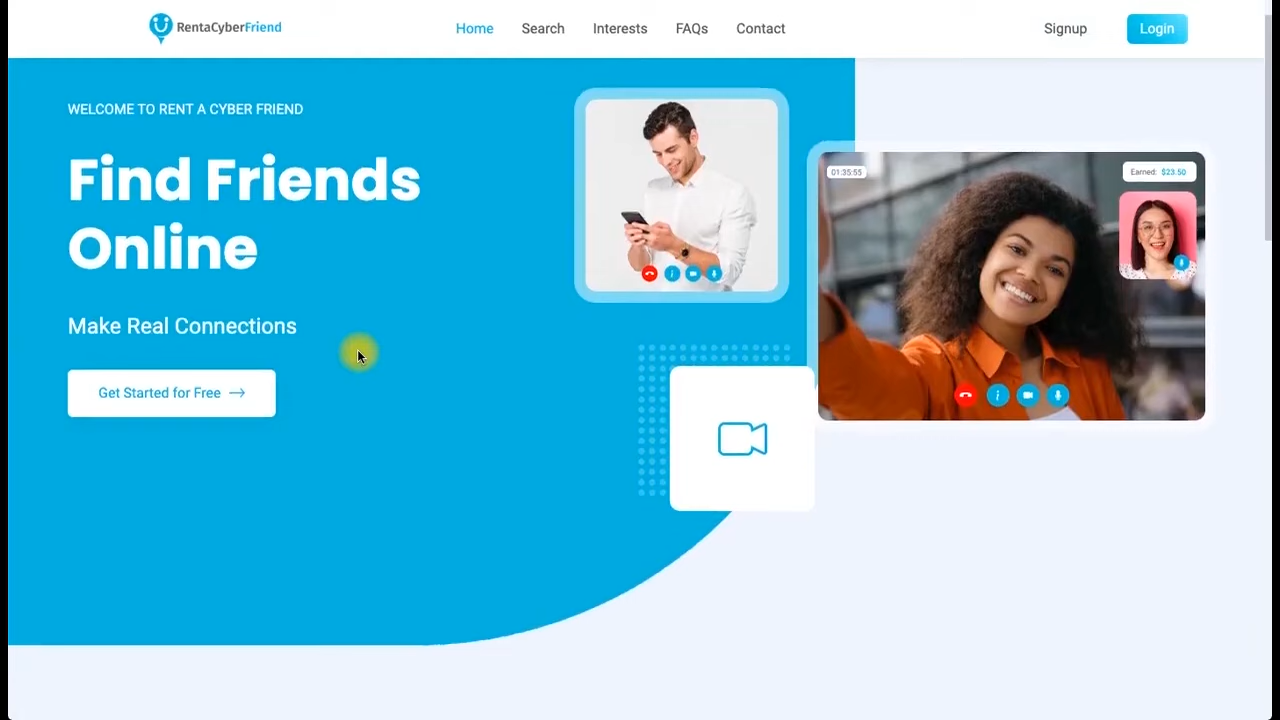 RentaCyberFriend
Home Search Interests FAQs Contact
Signup Login
WELCOME TO RENT A CYBER FRIEND
Find Friends
Online
Make Real Connections
Get Started for Free
01:35:55
Earned: $23.50